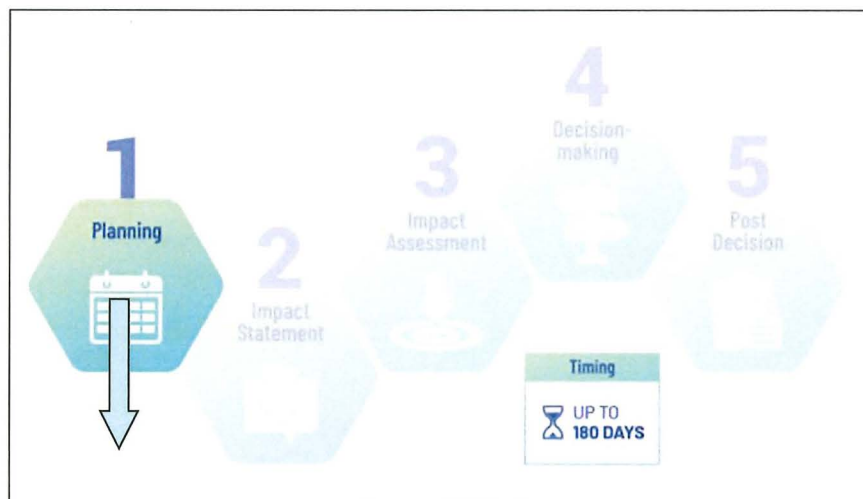 1
Planning
2
Impact
Statement
3
Impact
Assessment
4
Decision-
making
5
Post
Decision
Timing
UP TO
180 DAYS